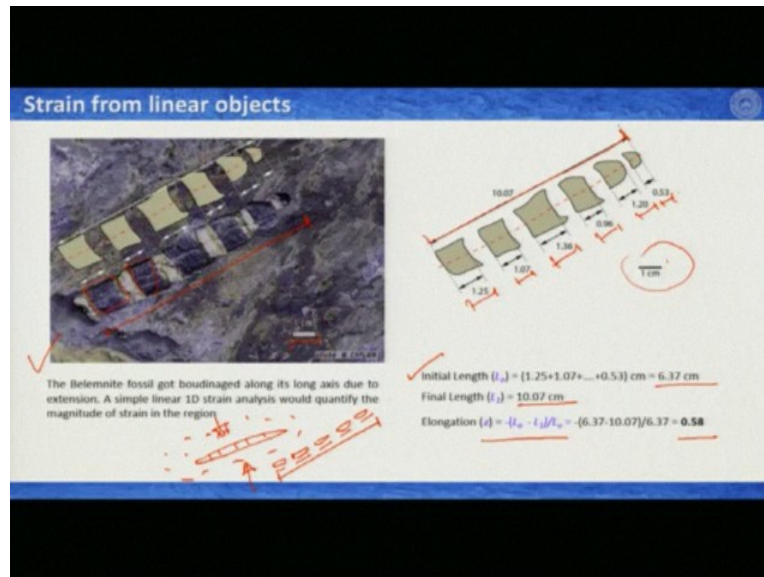 Strain from linear objects
10.07
1.25
1.07
1.36
0.96
1.20
0.53
1 cm
The Belemnite fossil got boudinaged along its long axis due to
extension. A simple linear 1D strain analysis would quantify the
magnitude of strain in the region
Initial Length (Lo) = (1.25+1.07+....+0.53) cm = 6.37 cm
Final Length (L1) = 10.07 cm
Elongation (e) = -(Lo - L1)/Lo = -(6.37-10.07)/6.37 = 0.58